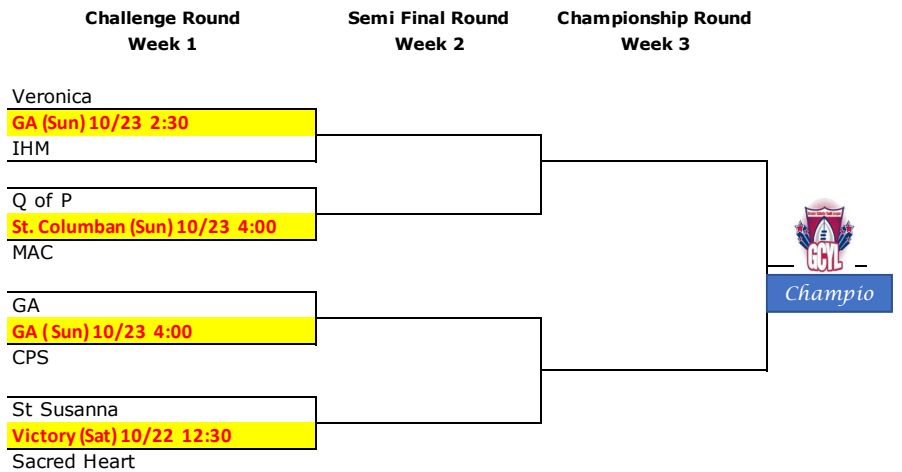 Challenge Round
Week 1
Semi Final Round
Week 2
Championship Round
Week 3
Veronica
GA (Sun) 10/23 2:30
IHM
Q of P
St. Columban (Sun) 10/23 4:00
MAC
GA
GA ( Sun) 10/23 4:00
CPS
St Susanna
Victory (Sat) 10/22 12:30
Sacred Heart
GCYL
Champio